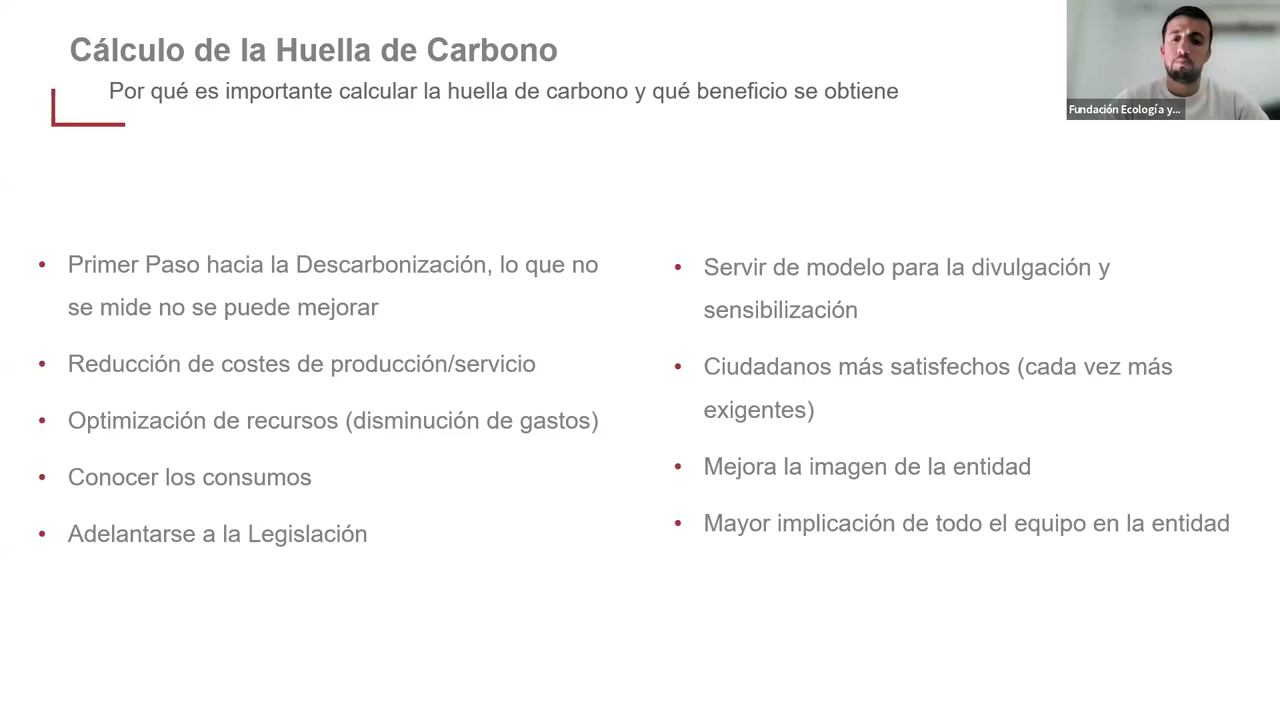 Cálculo de la Huella de Carbono
Por qué es importante calcular la huella de carbono y qué beneficio se obtiene
Fundación Ecología y...
• Primer Paso hacia la Descarbonización, lo que no
se mide no se puede mejorar
• Reducción de costes de producción/servicio
• Optimización de recursos (disminución de gastos)
• Conocer los consumos
• Adelantarse a la Legislación
• Servir de modelo para la divulgación y
sensibilización
• Ciudadanos más satisfechos (cada vez más
exigentes)
• Mejora la imagen de la entidad
• Mayor implicación de todo el equipo en la entidad